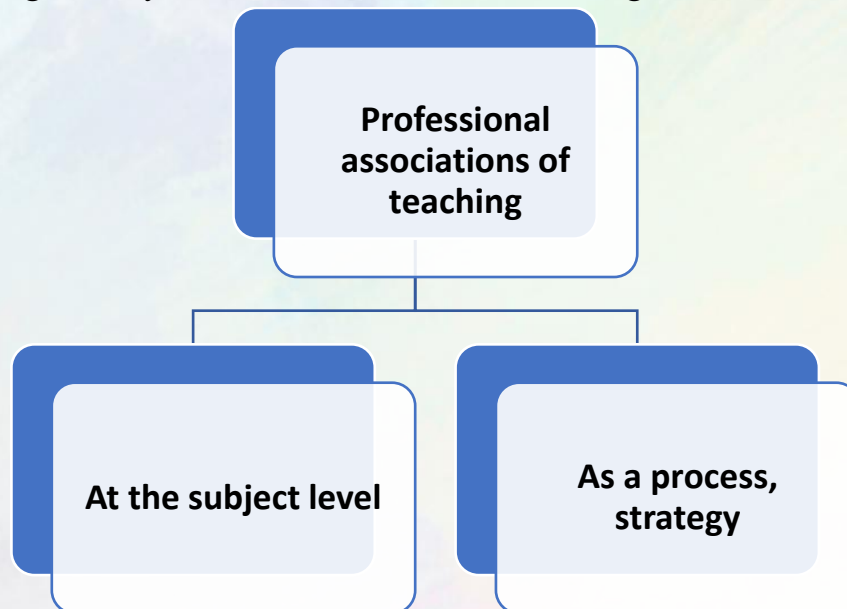 Professional
associations of
teaching
At the subject level
As a process,
strategy